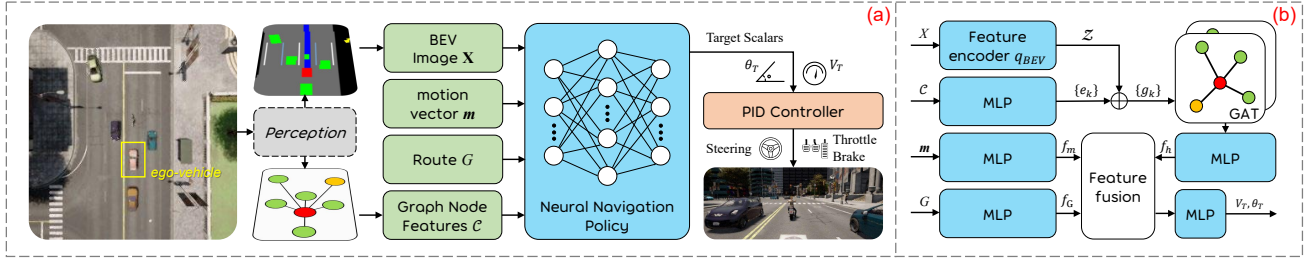 (a)
ego-vehicle
Perception
BEV
Image X
motion
vector m
Route G
Graph Node
Features 𝒞
Neural Navigation
Policy
Target Scalars
θ_T
V_T
PID Controller
Steering
Throttle
Brake
(b)
X
Feature
encoder q_BEV
𝒵
𝒞
MLP
{e_k}
{g_k}
GAT
m
MLP
f_m
Feature
fusion
f_h
MLP
G
MLP
f_G
MLP
V_T, θ_T